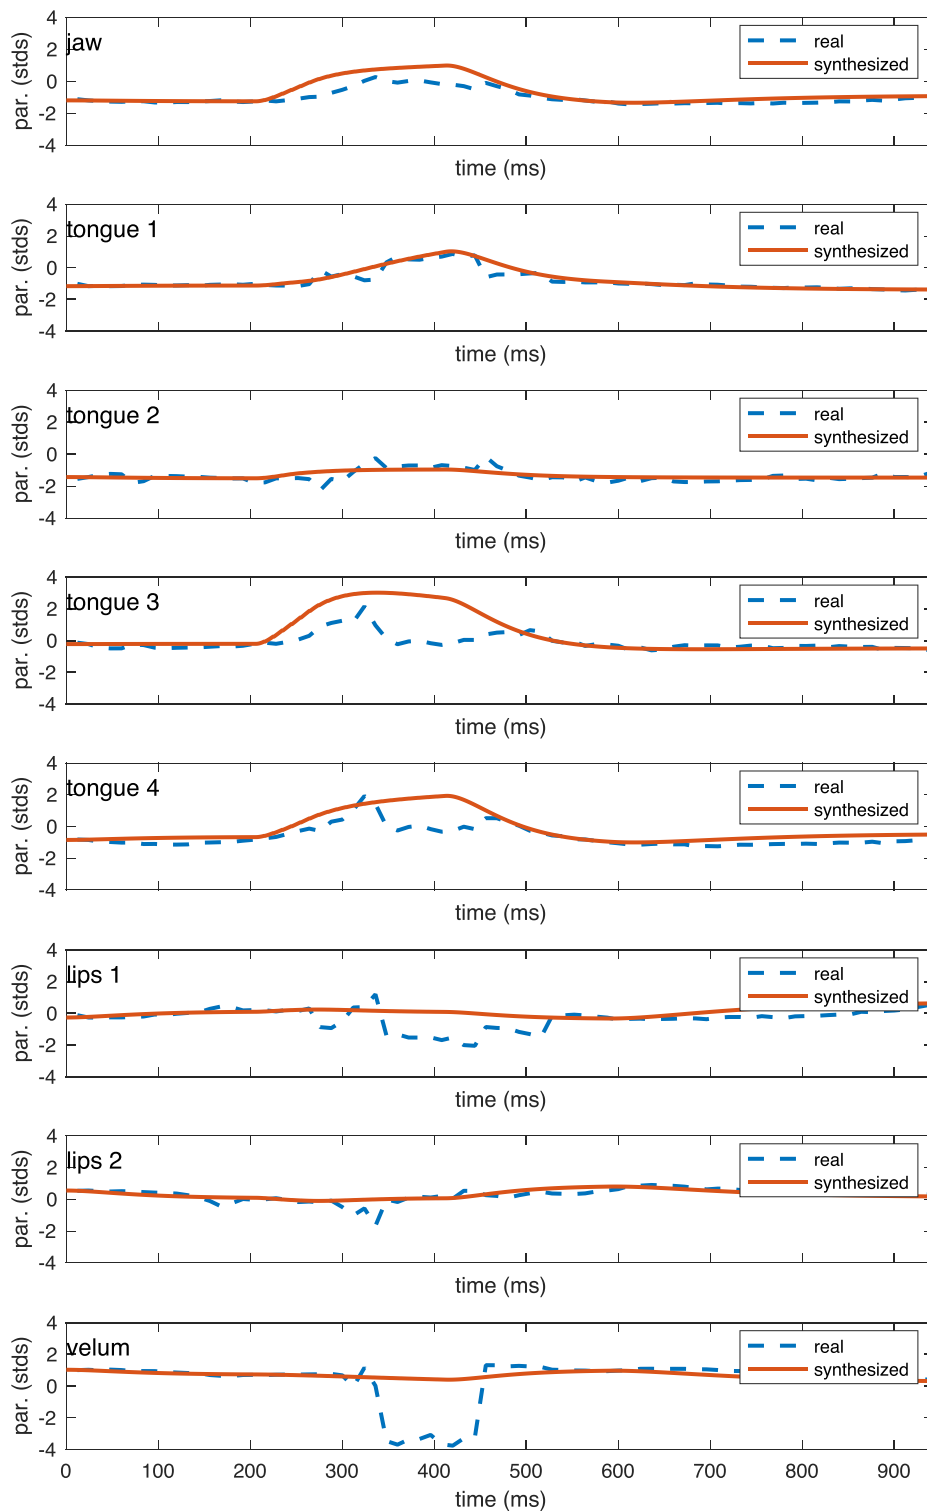 4
2
0
-2
-4
par. (stds)
jaw
real
synthesized
time (ms)
4
2
0
-2
-4
par. (stds)
tongue 1
real
synthesized
time (ms)
4
2
0
-2
-4
par. (stds)
tongue 2
real
synthesized
time (ms)
4
2
0
-2
-4
par. (stds)
tongue 3
real
synthesized
time (ms)
4
2
0
-2
-4
par. (stds)
tongue 4
real
synthesized
time (ms)
4
2
0
-2
-4
par. (stds)
lips 1
real
synthesized
time (ms)
4
2
0
-2
-4
par. (stds)
lips 2
real
synthesized
time (ms)
4
2
0
-2
-4
par. (stds)
velum
real
synthesized
0 100 200 300 400 500 600 700 800 900
time (ms)